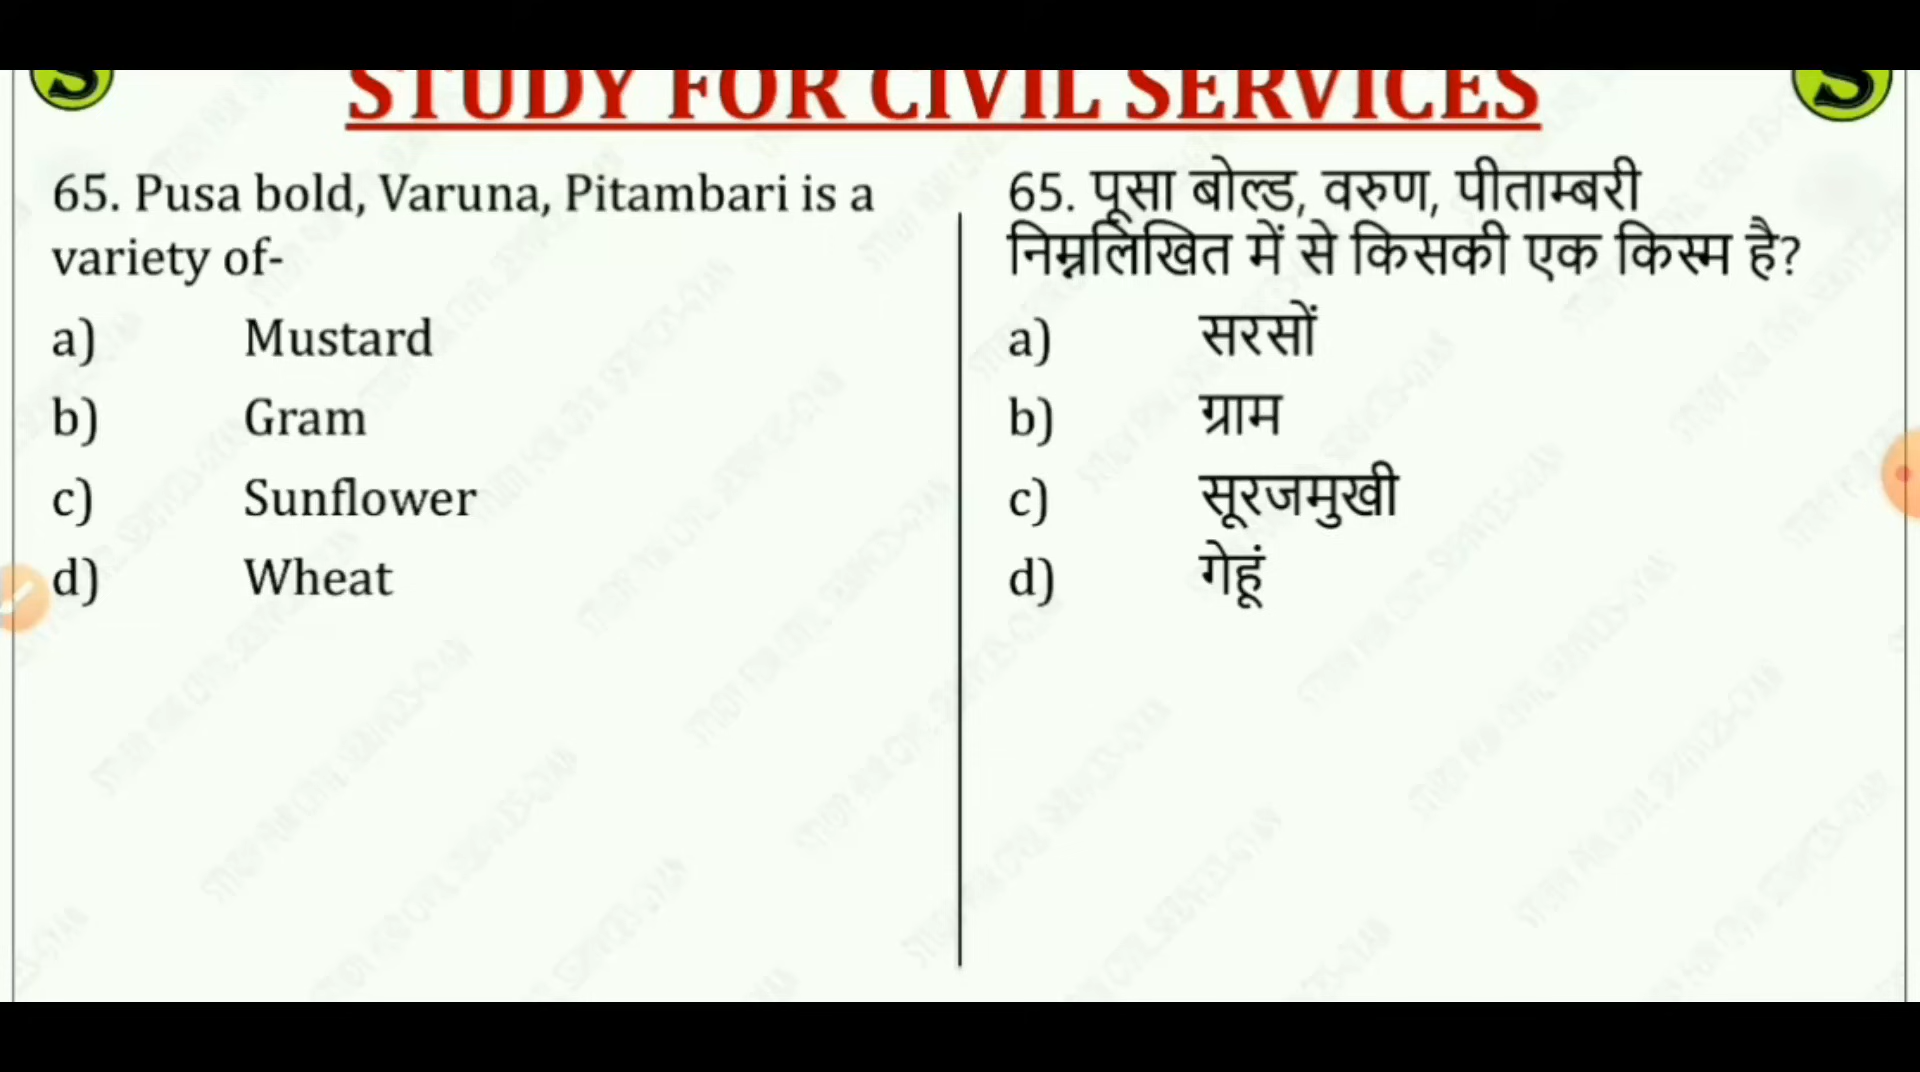 STUDY FOR CIVIL SERVICES
65. Pusa bold, Varuna, Pitambari is a
variety of-
a) Mustard
b) Gram
c) Sunflower
d) Wheat
65. पूसा बोल्ड, वरुण, पीताम्बरी
निम्नलिखित में से किसकी एक किस्म है?
a) सरसों
b) ग्राम
c) सूरजमुखी
d) गेहूं